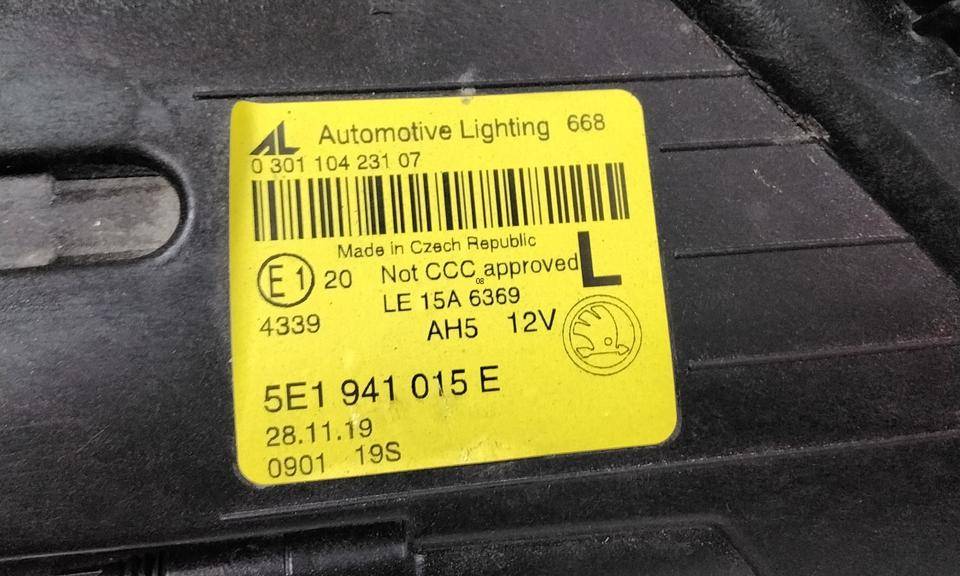 AL Automotive Lighting 668
0 301 104 231 07
Made in Czech Republic
L
E1 20 Not CCC approved
08
LE 15A 6369
4339 AH5 12V
5E1 941 015 E
28.11.19
0901 19S